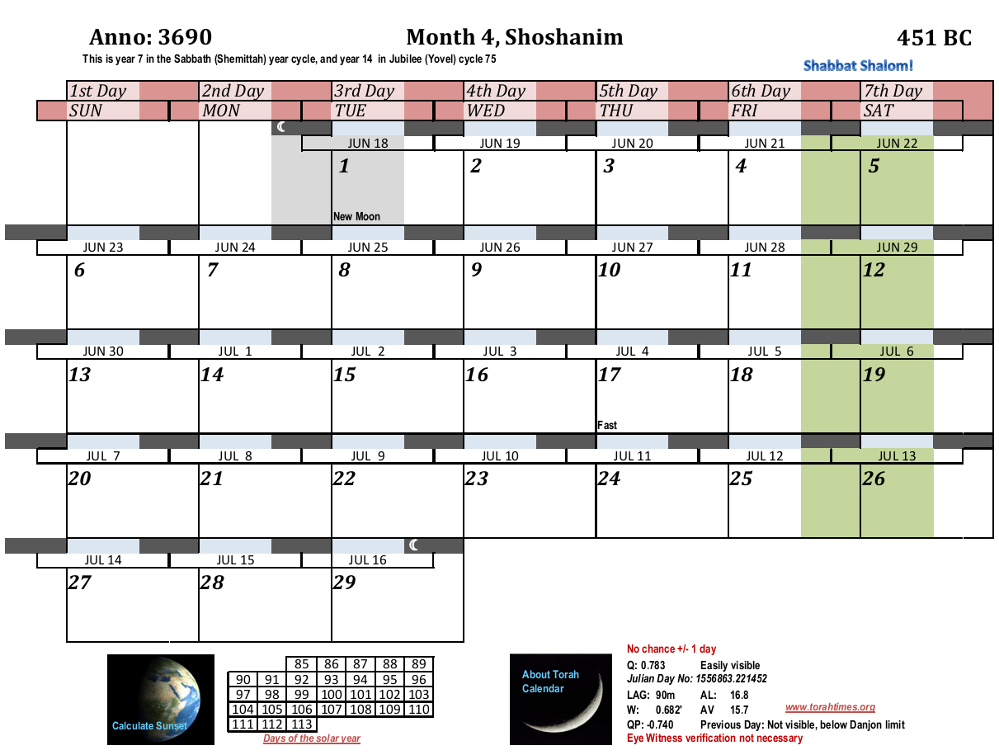 Anno: 3690 Month 4, Shoshanim 451 BC
This is year 7 in the Sabbath (Shemittah) year cycle, and year 14 in Jubilee (Yovel) cycle 75
Shabbat Shalom!
1st Day 2nd Day 3rd Day 4th Day 5th Day 6th Day 7th Day
SUN MON TUE WED THU FRI SAT
JUN 18 JUN 19 JUN 20 JUN 21 JUN 22
1 2 3 4 5
New Moon
JUN 23 JUN 24 JUN 25 JUN 26 JUN 27 JUN 28 JUN 29
6 7 8 9 10 11 12
JUN 30 JUL 1 JUL 2 JUL 3 JUL 4 JUL 5 JUL 6
13 14 15 16 17 18 19
Fast
JUL 7 JUL 8 JUL 9 JUL 10 JUL 11 JUL 12 JUL 13
20 21 22 23 24 25 26
JUL 14 JUL 15 JUL 16
27 28 29
Calculate Sunset
85 86 87 88 89
90 91 92 93 94 95 96
97 98 99 100 101 102 103
104 105 106 107 108 109 110
111 112 113
Days of the solar year
About Torah
Calendar
No chance +/- 1 day
Q: 0.783 Easily visible
Julian Day No: 1556863.221452
LAG: 90m AL: 16.8
W: 0.682' AV 15.7
www.torahtimes.org
QP: -0.740 Previous Day: Not visible, below Danjon limit
Eye Witness verification not necessary